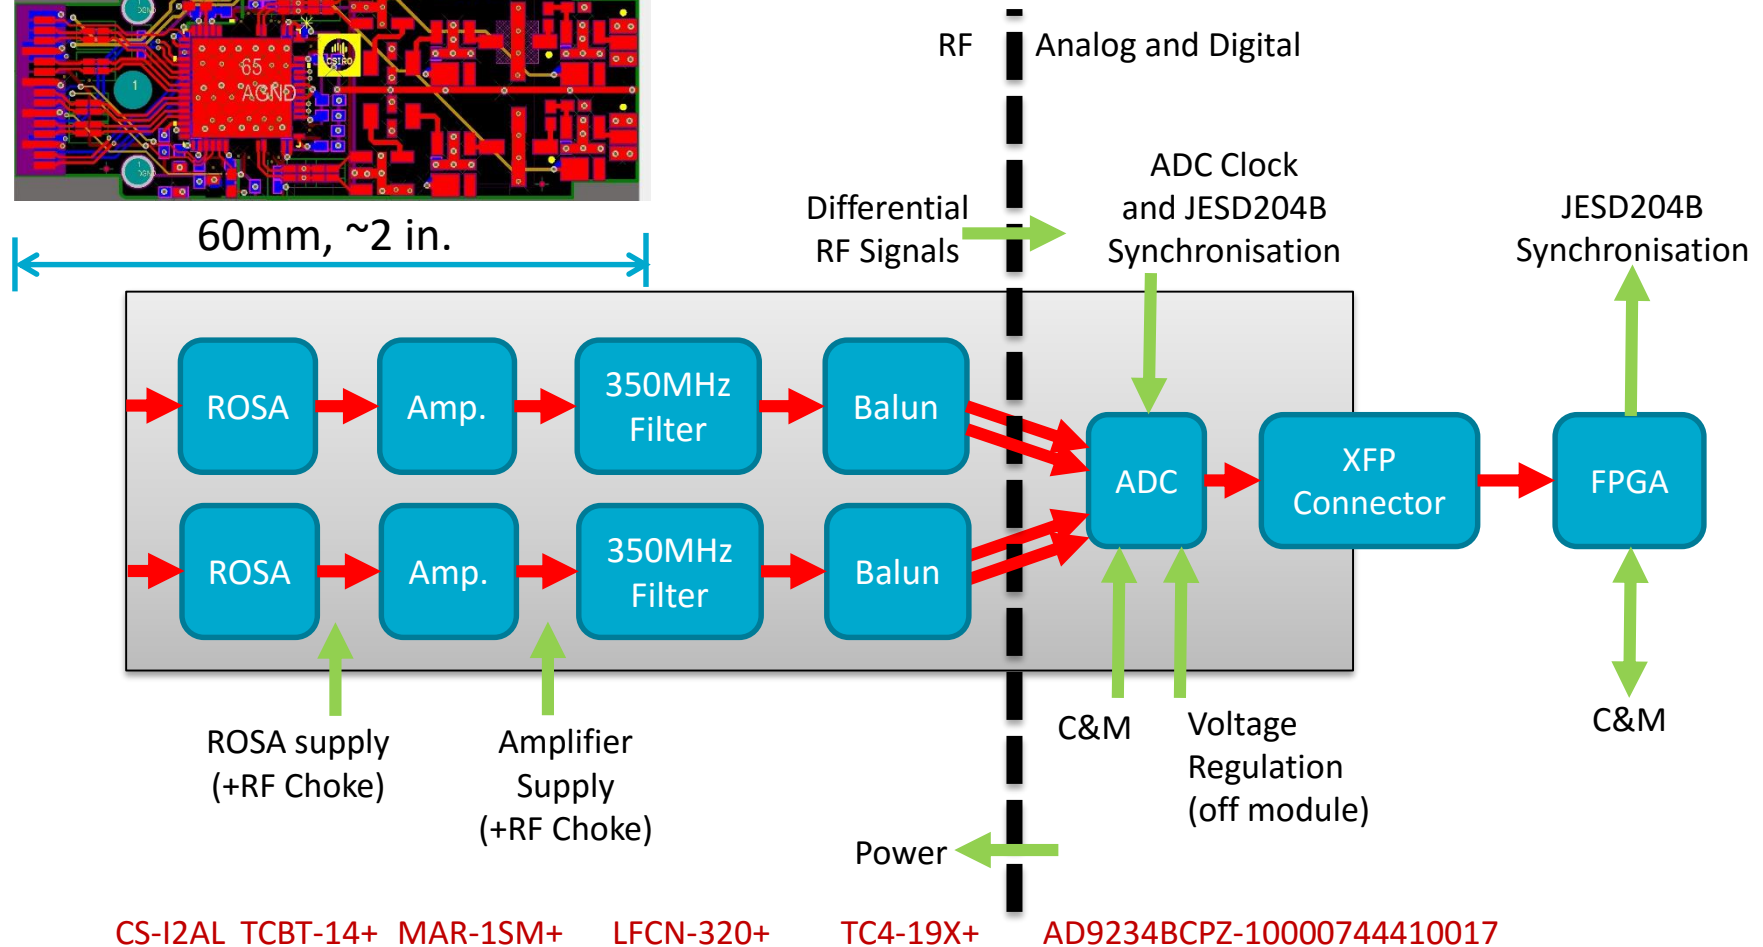 65
AGND
CSIRO
1
60mm, ~2 in.
RF
Analog and Digital
Differential
RF Signals
ADC Clock
and JESD204B
Synchronisation
JESD204B
Synchronisation
ROSA
Amp.
350MHz
Filter
Balun
ROSA
Amp.
350MHz
Filter
Balun
ADC
XFP
Connector
FPGA
ROSA supply
(+RF Choke)
Amplifier
Supply
(+RF Choke)
C&M
Voltage
Regulation
(off module)
C&M
Power
CS-I2AL TCBT-14+ MAR-1SM+ LFCN-320+ TC4-19X+ AD9234BCPZ-10000744410017